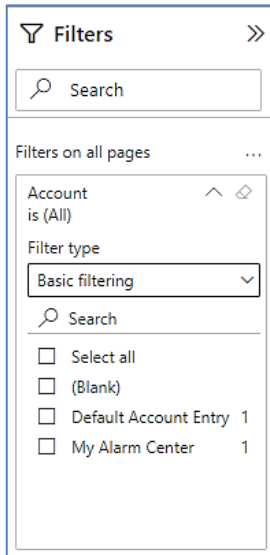 Filters
Search
Filters on all pages ...
Account
is (All)
Filter type
Basic filtering
Search
Select all
(Blank)
Default Account Entry 1
My Alarm Center 1